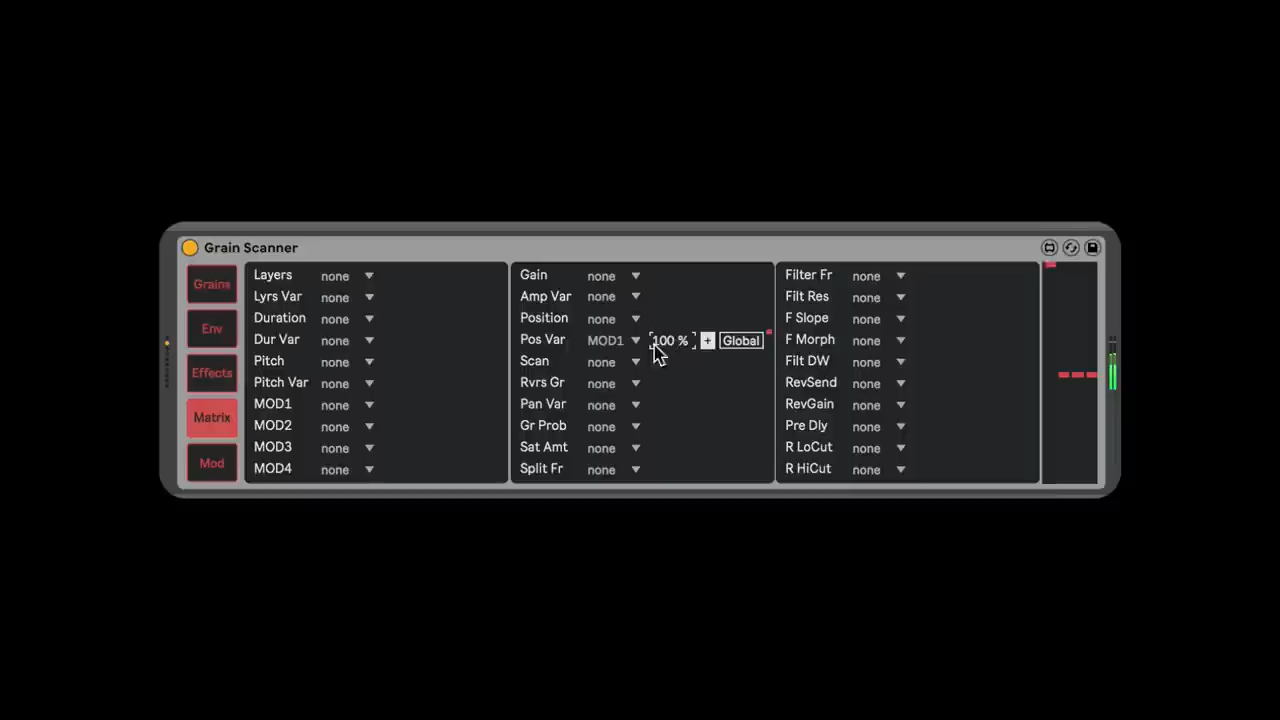 Grain Scanner
Grains
Env
Effects
Matrix
Mod
Layers none
Lyrs Var none
Duration none
Dur Var none
Pitch none
Pitch Var none
MOD1 none
MOD2 none
MOD3 none
MOD4 none
Gain none
Amp Var none
Position none
Pos Var MOD1 100 % + Global
Scan none
Rvrs Gr none
Pan Var none
Gr Prob none
Sat Amt none
Split Fr none
Filter Fr none
Filt Res none
F Slope none
F Morph none
Filt DW none
RevSend none
RevGain none
Pre Dly none
R LoCut none
R HiCut none